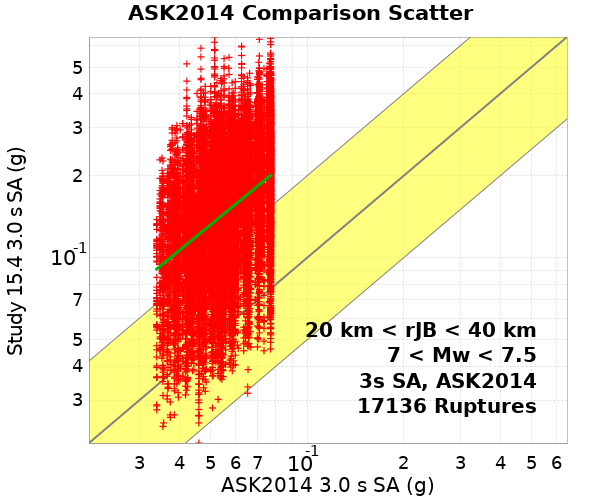 ASK2014 Comparison Scatter
5
4
3
2
10-1
7
5
4
3
Study 15.4 3.0 s SA (g)
20 km < rJB < 40 km
7 < Mw < 7.5
3s SA, ASK2014
17136 Ruptures
3 4 5 6 7 10-1 2 3 4 5 6
ASK2014 3.0 s SA (g)